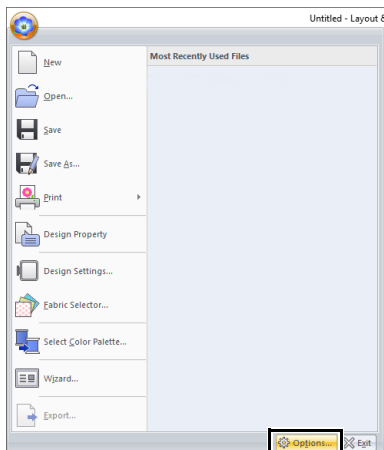 Untitled - Layout &
Most Recently Used Files
New
Open...
Save
Save As...
Print
Design Property
Design Settings...
Fabric Selector...
Select Color Palette...
Wizard...
Export...
Options... Exit